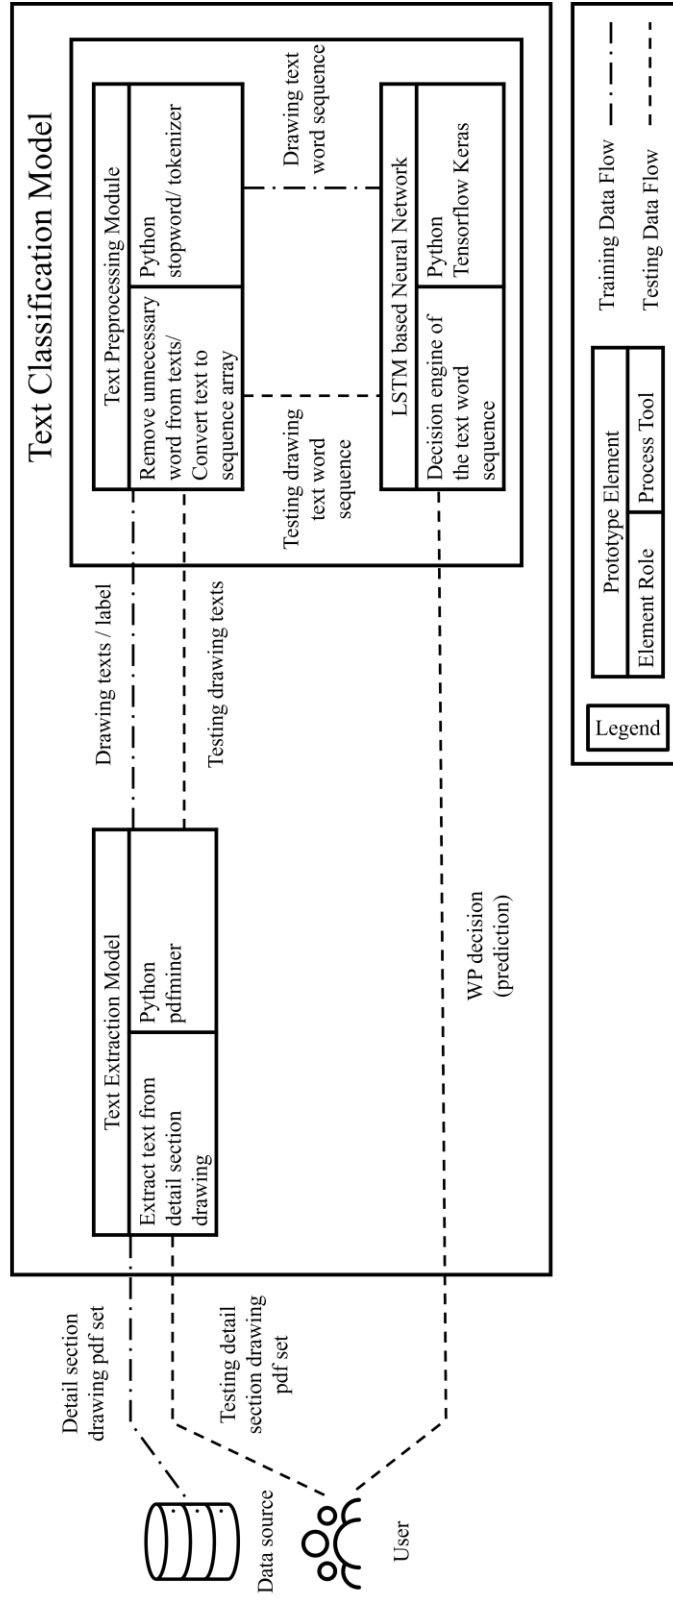 Text Classification Model
Detail section
drawing pdf set
Data source
Testing detail
section drawing
pdf set
User
Text Extraction Model
Extract text from
detail section
drawing
Python
pdfminer
Drawing texts / label
Testing drawing texts
Text Preprocessing Module
Remove unnecessary
word from texts/
Convert text to
sequence array
Python
stopword/ tokenizer
Testing drawing
text word
sequence
Drawing text
word sequence
LSTM based Neural Network
Decision engine of
the text word
sequence
Python
Tensorflow Keras
WP decision
(prediction)
Legend
Prototype Element
Element Role
Process Tool
Training Data Flow
Testing Data Flow